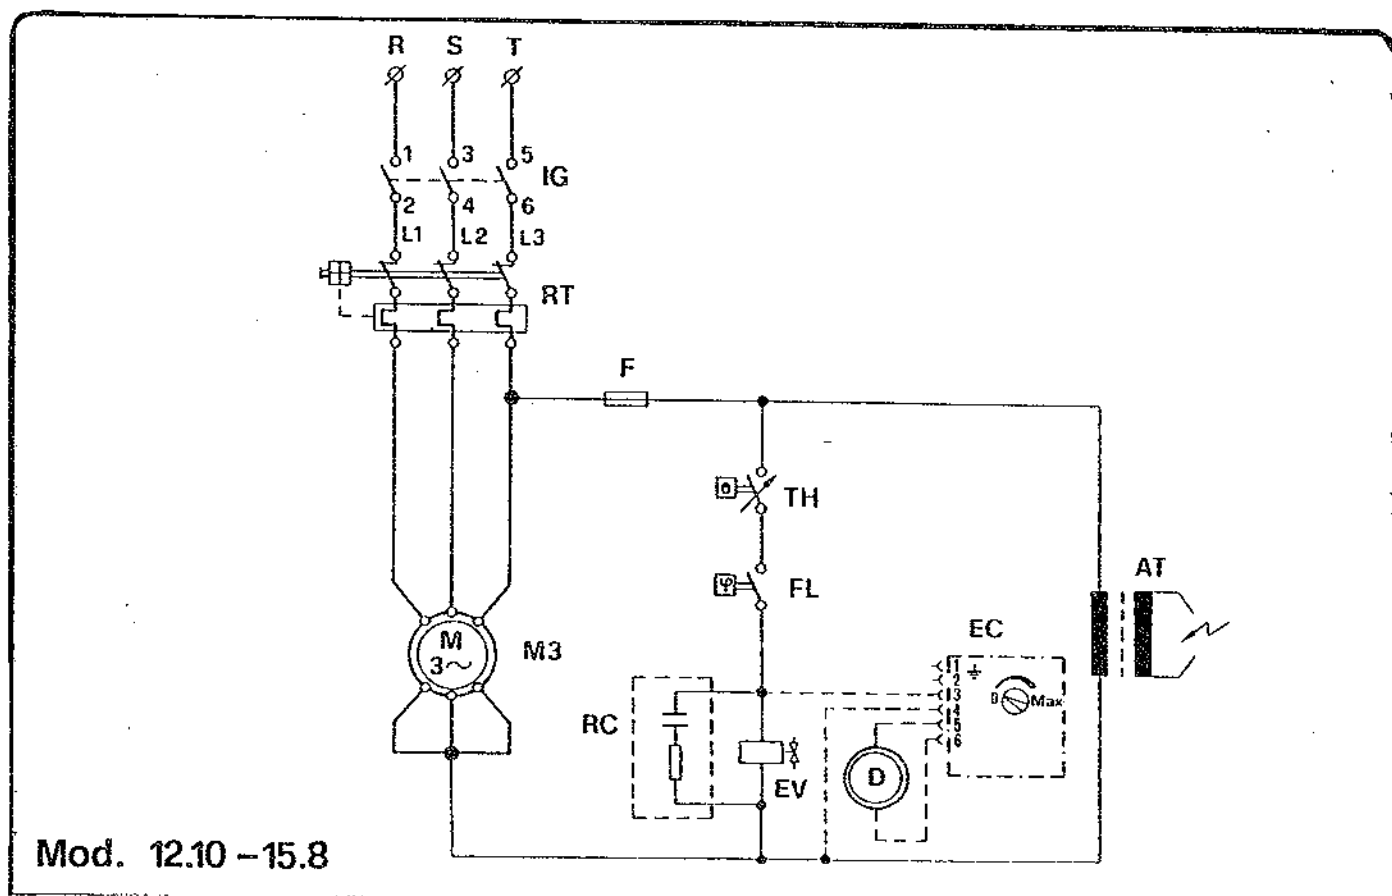 R S T
1 3 5
IG
2 4 6
L1 L2 L3
RT
F
θ TH
φ FL
AT
EC
M
3~
M3
1
2
3
4
5
6
0 Max
RC
EV
D
Mod. 12.10 – 15.8